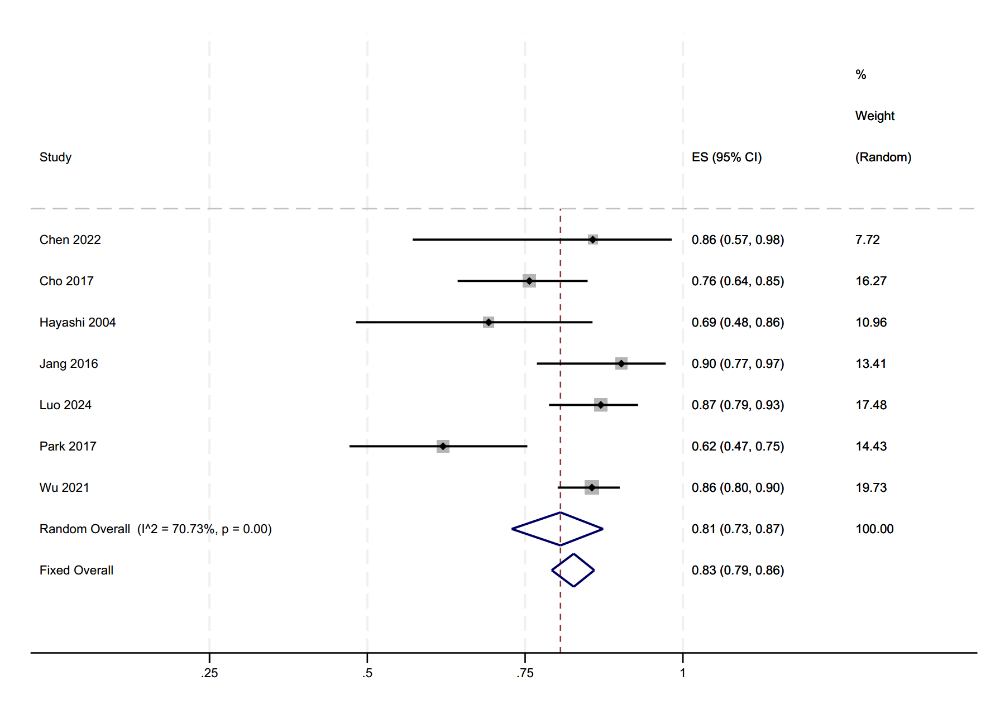 %
Weight
Study ES (95% CI) (Random)
Chen 2022 0.86 (0.57, 0.98) 7.72
Cho 2017 0.76 (0.64, 0.85) 16.27
Hayashi 2004 0.69 (0.48, 0.86) 10.96
Jang 2016 0.90 (0.77, 0.97) 13.41
Luo 2024 0.87 (0.79, 0.93) 17.48
Park 2017 0.62 (0.47, 0.75) 14.43
Wu 2021 0.86 (0.80, 0.90) 19.73
Random Overall (I^2 = 70.73%, p = 0.00) 0.81 (0.73, 0.87) 100.00
Fixed Overall 0.83 (0.79, 0.86)
.25 .5 .75 1